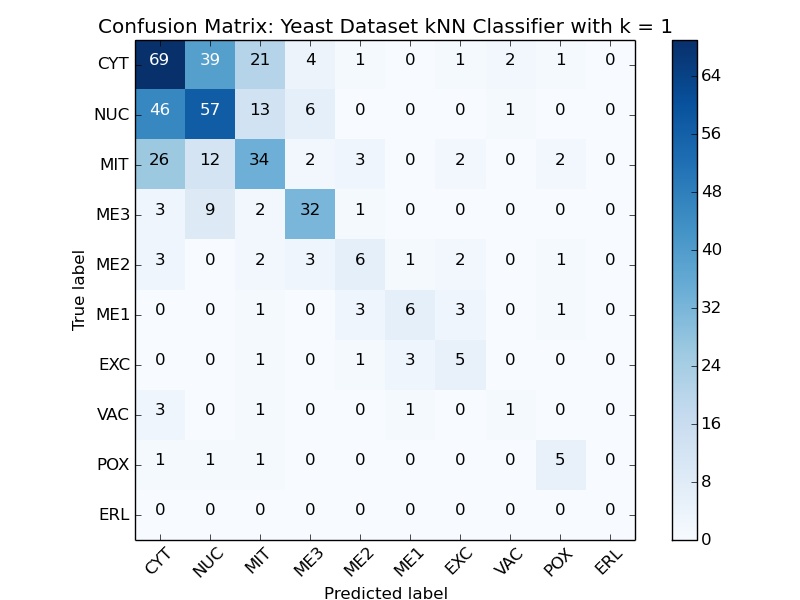 Confusion Matrix: Yeast Dataset kNN Classifier with k = 1
CYT 69 39 21 4 1 0 1 2 1 0
NUC 46 57 13 6 0 0 0 1 0 0
MIT 26 12 34 2 3 0 2 0 2 0
ME3 3 9 2 32 1 0 0 0 0 0
ME2 3 0 2 3 6 1 2 0 1 0
ME1 0 0 1 0 3 6 3 0 1 0
EXC 0 0 1 0 1 3 5 0 0 0
VAC 3 0 1 0 0 1 0 1 0 0
POX 1 1 1 0 0 0 0 0 5 0
ERL 0 0 0 0 0 0 0 0 0 0
CYT NUC MIT ME3 ME2 ME1 EXC VAC POX ERL
Predicted label
True label
64
56
48
40
32
24
16
8
0